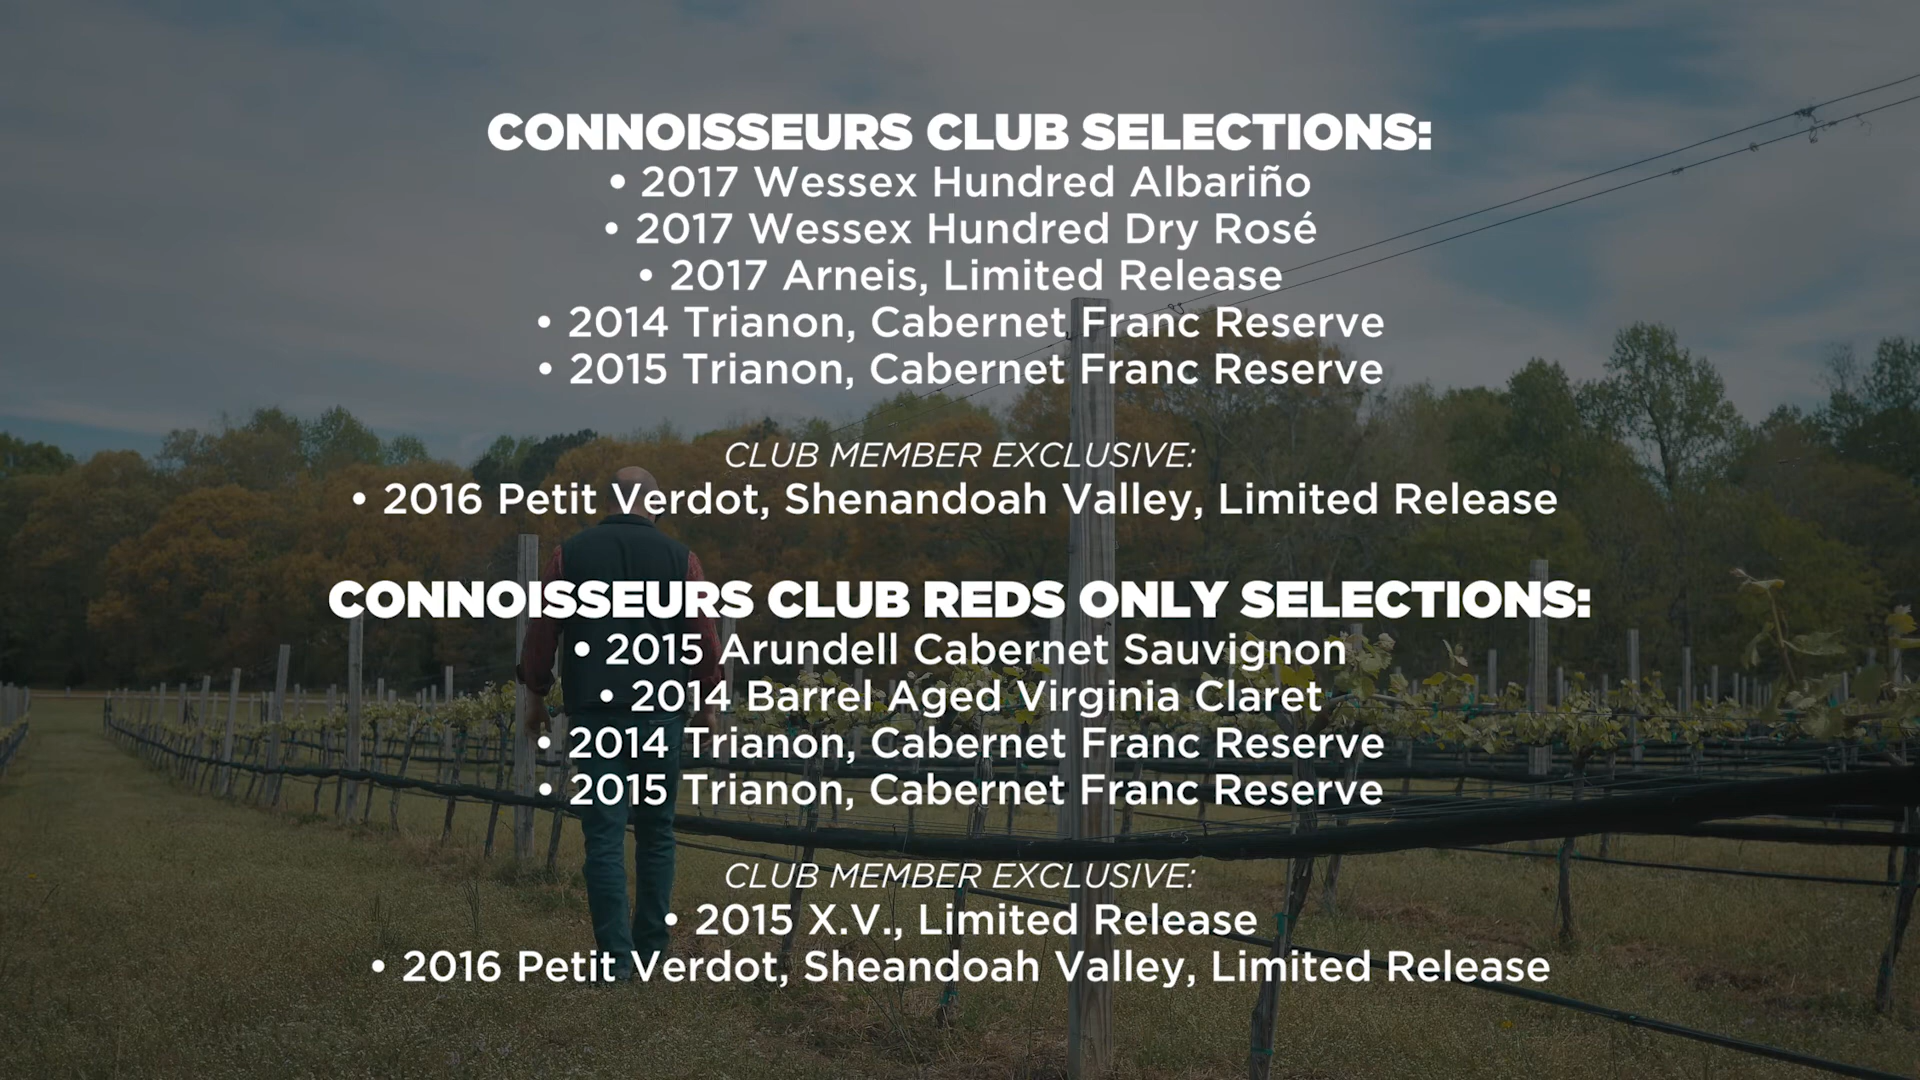 CONNOISSEURS CLUB SELECTIONS:
• 2017 Wessex Hundred Albariño
• 2017 Wessex Hundred Dry Rosé
• 2017 Arneis, Limited Release
• 2014 Trianon, Cabernet Franc Reserve
• 2015 Trianon, Cabernet Franc Reserve
CLUB MEMBER EXCLUSIVE:
• 2016 Petit Verdot, Shenandoah Valley, Limited Release
CONNOISSEURS CLUB REDS ONLY SELECTIONS:
• 2015 Arundell Cabernet Sauvignon
• 2014 Barrel Aged Virginia Claret
• 2014 Trianon, Cabernet Franc Reserve
• 2015 Trianon, Cabernet Franc Reserve
CLUB MEMBER EXCLUSIVE:
• 2015 X.V., Limited Release
• 2016 Petit Verdot, Sheandoah Valley, Limited Release